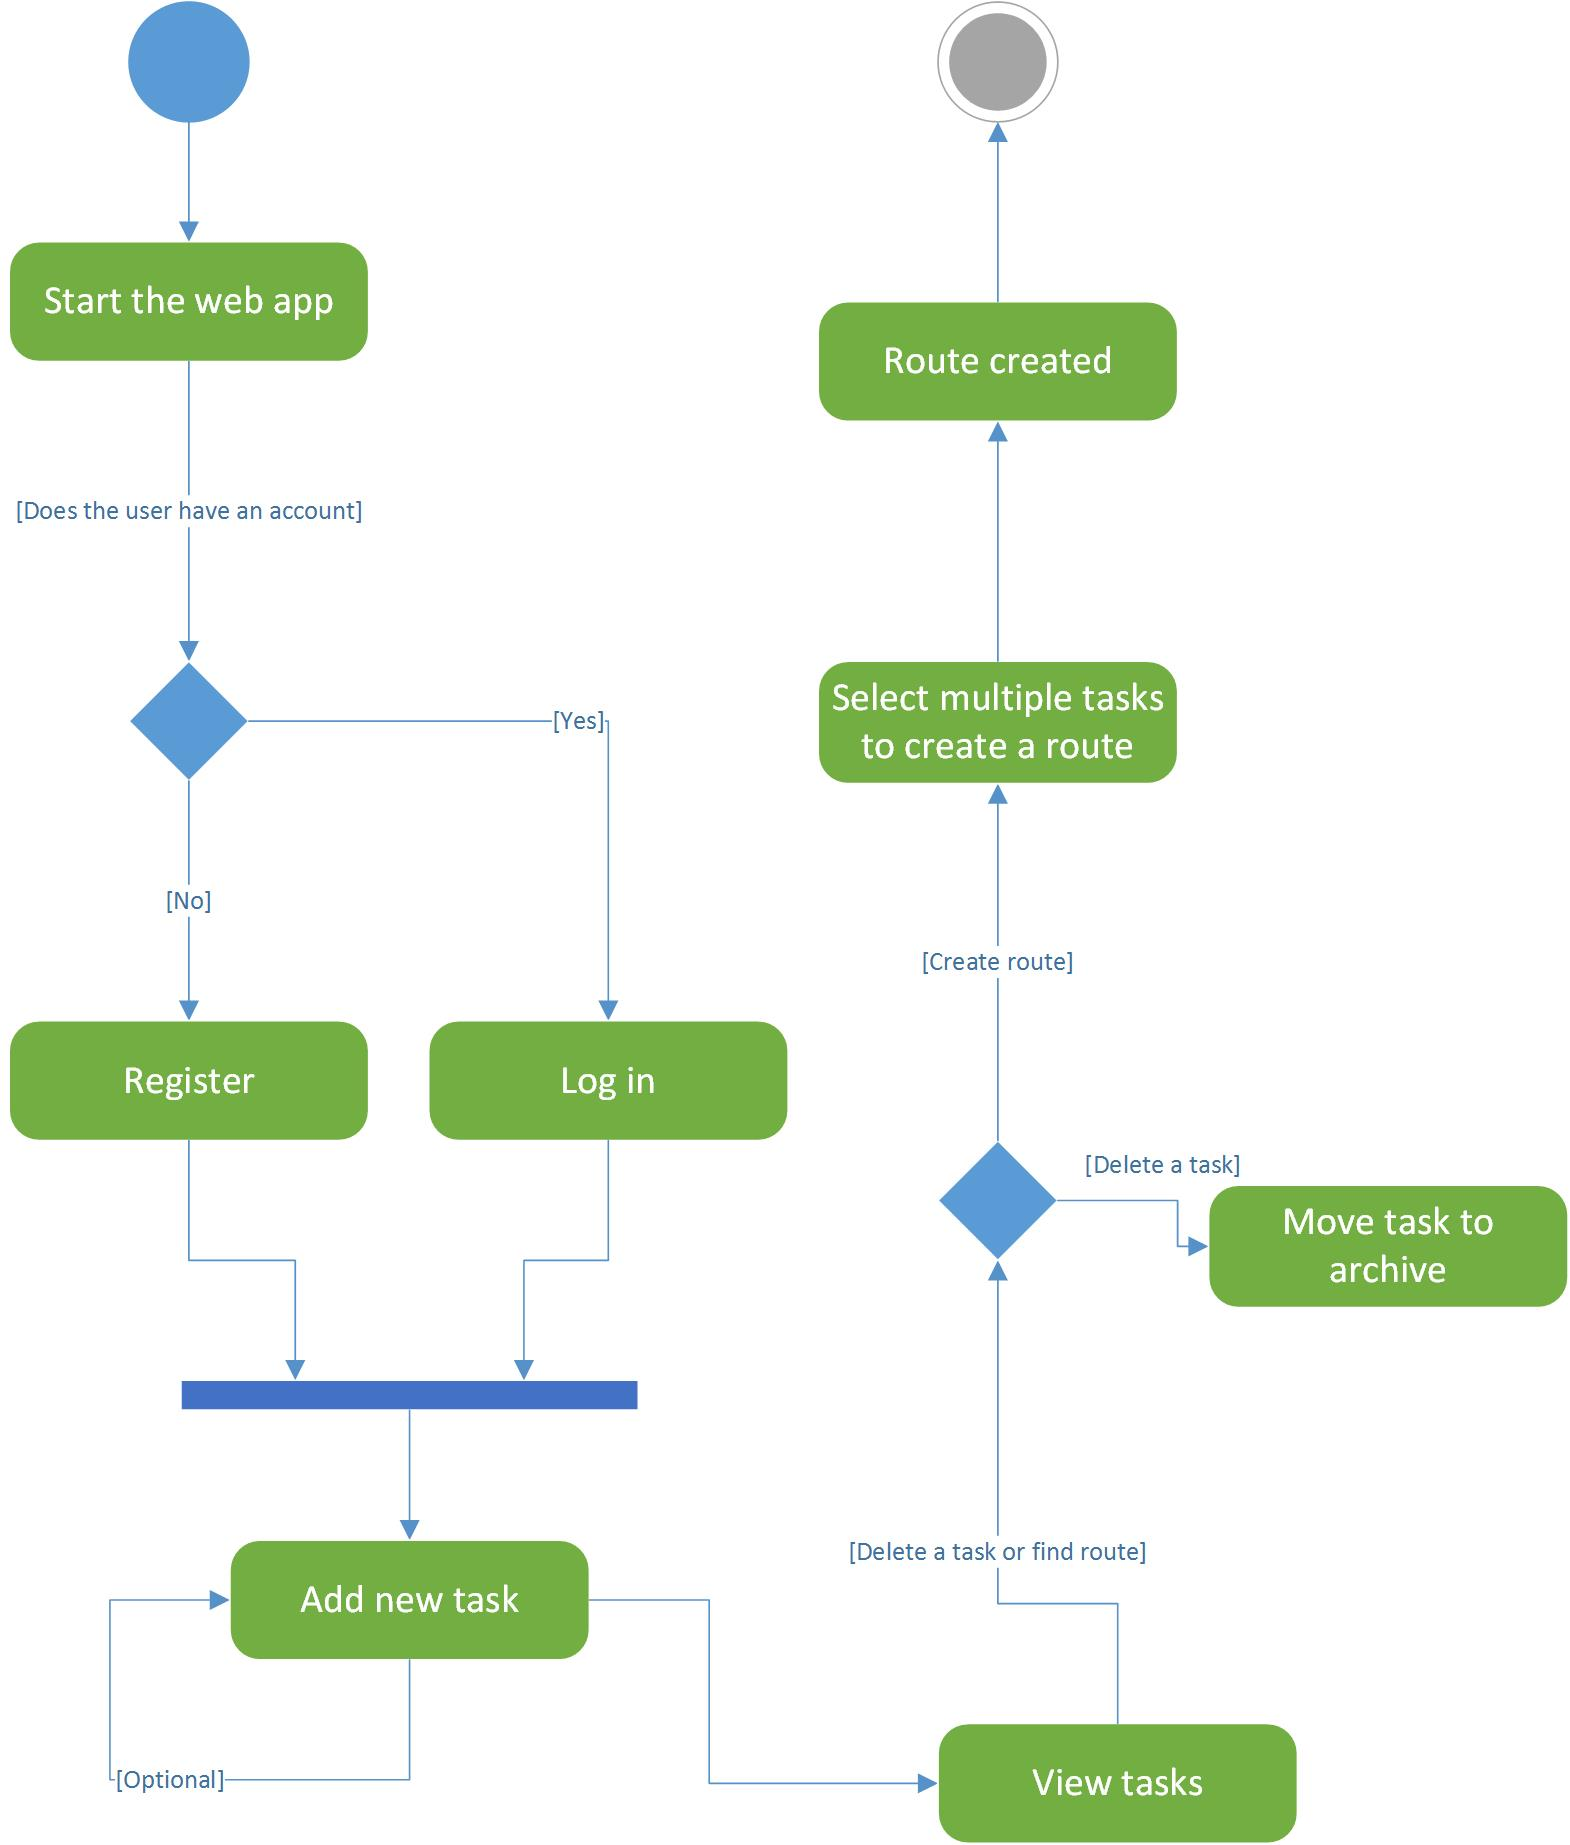 Start the web app
[Does the user have an account]
[Yes]
[No]
Register
Log in
Add new task
[Optional]
View tasks
[Delete a task or find route]
[Delete a task]
Move task to
archive
[Create route]
Select multiple tasks
to create a route
Route created